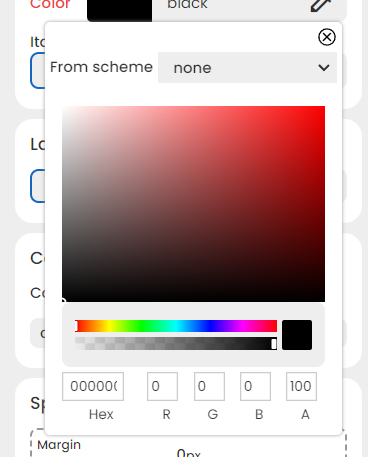 Color black
Ita
From scheme none
La
Co
Co
000000
0
0
0
100
Hex R G B A
Sp
Margin
0px